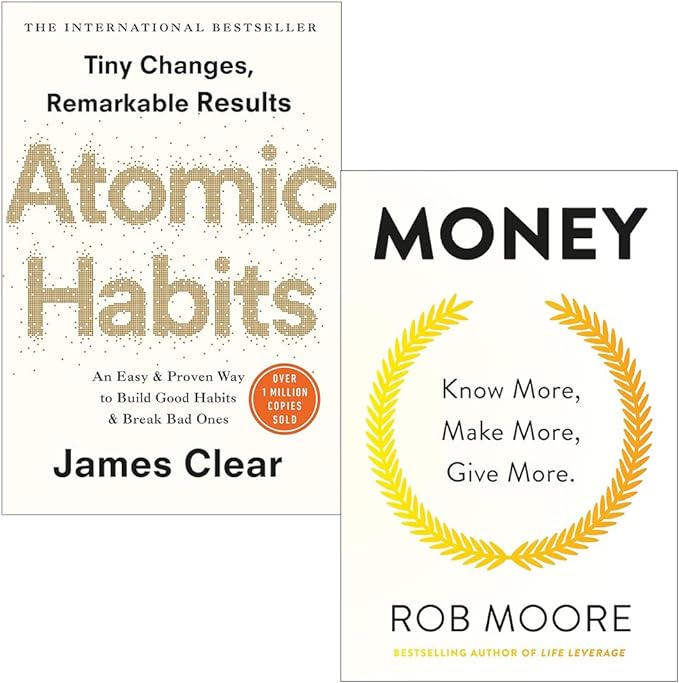 THE INTERNATIONAL BESTSELLER
Tiny Changes,
Remarkable Results
Atomic
Habits
An Easy & Proven Way
to Build Good Habits
& Break Bad Ones
OVER
1 MILLION
COPIES
SOLD
James Clear
MONEY
Know More,
Make More,
Give More.
ROB MOORE
BESTSELLING AUTHOR OF LIFE LEVERAGE